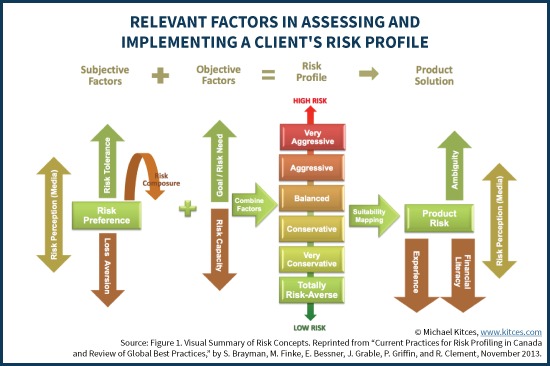 RELEVANT FACTORS IN ASSESSING AND
IMPLEMENTING A CLIENT'S RISK PROFILE
Subjective
Factors
+
Objective
Factors
=
Risk
Profile
Product
Solution
HIGH RISK
Risk Perception (Media)
Risk Tolerance
Risk
Composure
Risk
Preference
Loss Aversion
+
/ Risk Need
Risk Capacity
Combine
Factors
Very
Aggressive
Aggressive
Balanced
Conservative
Very
Conservative
Totally
Risk-Averse
LOW RISK
Suitability
Mapping
Ambiguity
Product
Risk
Experience
Financial
Literacy
Risk Perception (Media)
© Michael Kitces, www.kitces.com
Source: Figure 1. Visual Summary of Risk Concepts. Reprinted from “Current Practices for Risk Profiling in Canada
and Review of Global Best Practices,” by S. Brayman, M. Finke, E. Bessner, J. Grable, P. Griffin, and R. Clement, November 2013.